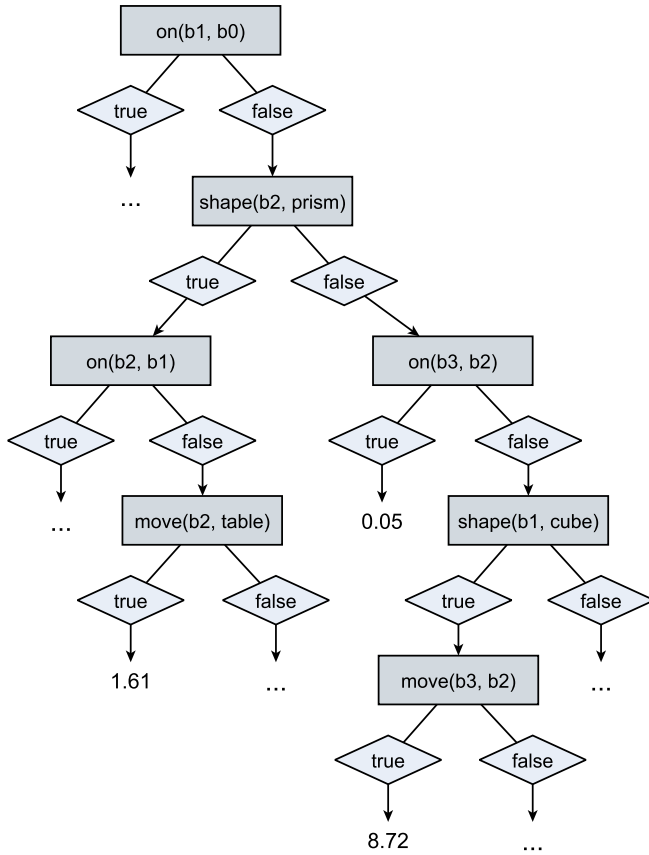 on(b1, b0)
true
false
...
shape(b2, prism)
true
false
on(b2, b1)
on(b3, b2)
true
false
true
false
...
move(b2, table)
0.05
shape(b1, cube)
true
false
true
false
1.61
...
move(b3, b2)
...
true
false
8.72
...